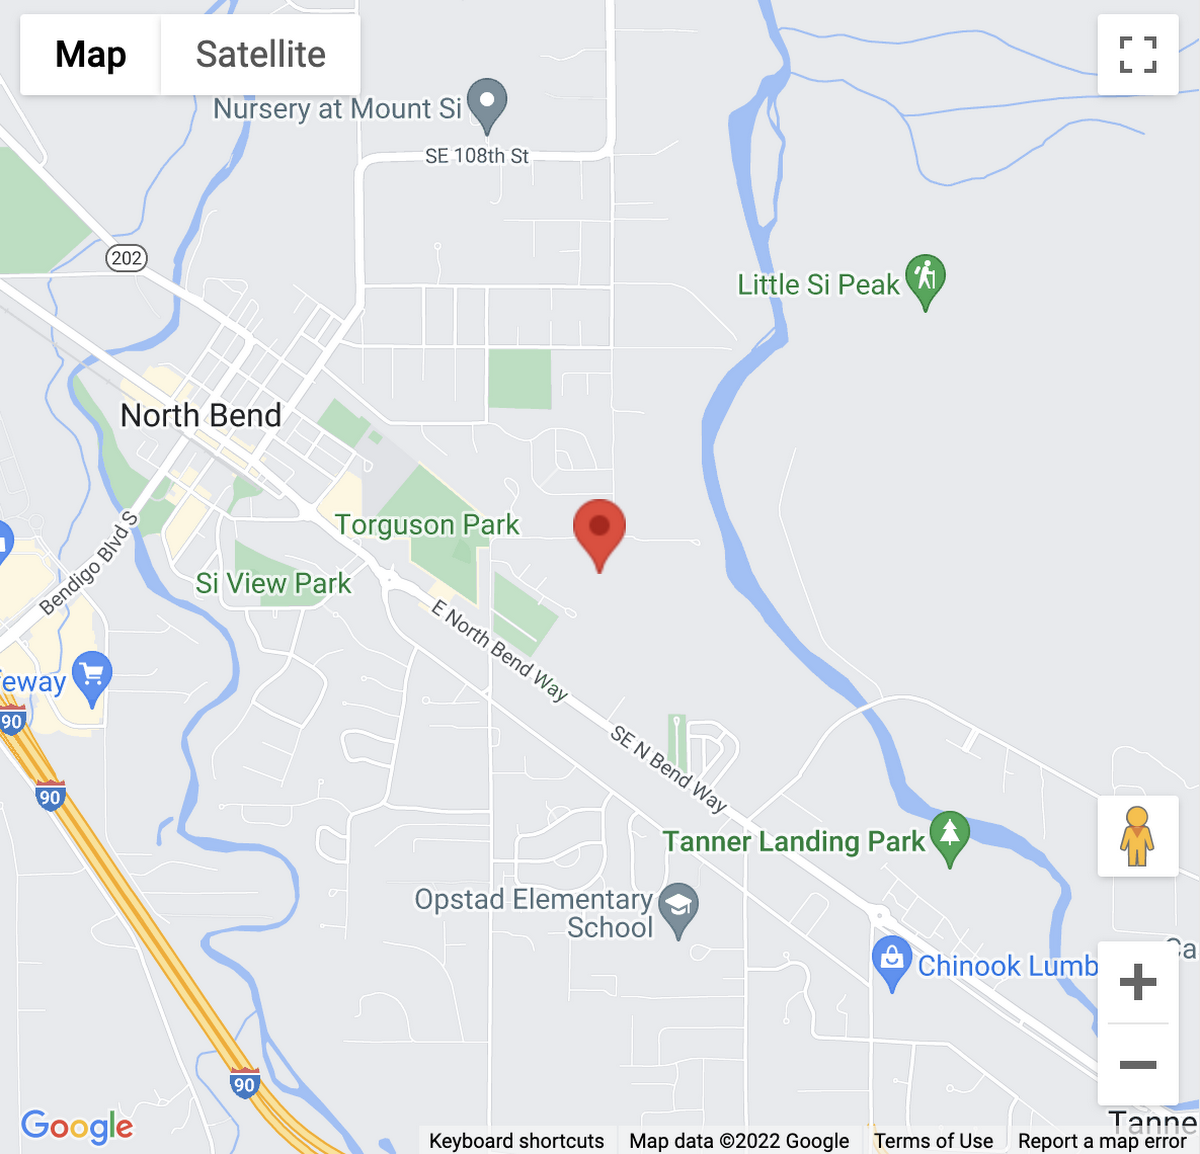 Map
Satellite
Nursery at Mount Si
SE 108th St
202
Little Si Peak
North Bend
Torguson Park
Bendigo Blvd S
Si View Park
E North Bend Way
feway
90
SE N Bend Way
90
Tanner Landing Park
Opstad Elementary
School
Chinook Lumb
Ca
90
Google
Tanne
Keyboard shortcuts
Map data ©2022 Google
Terms of Use
Report a map error